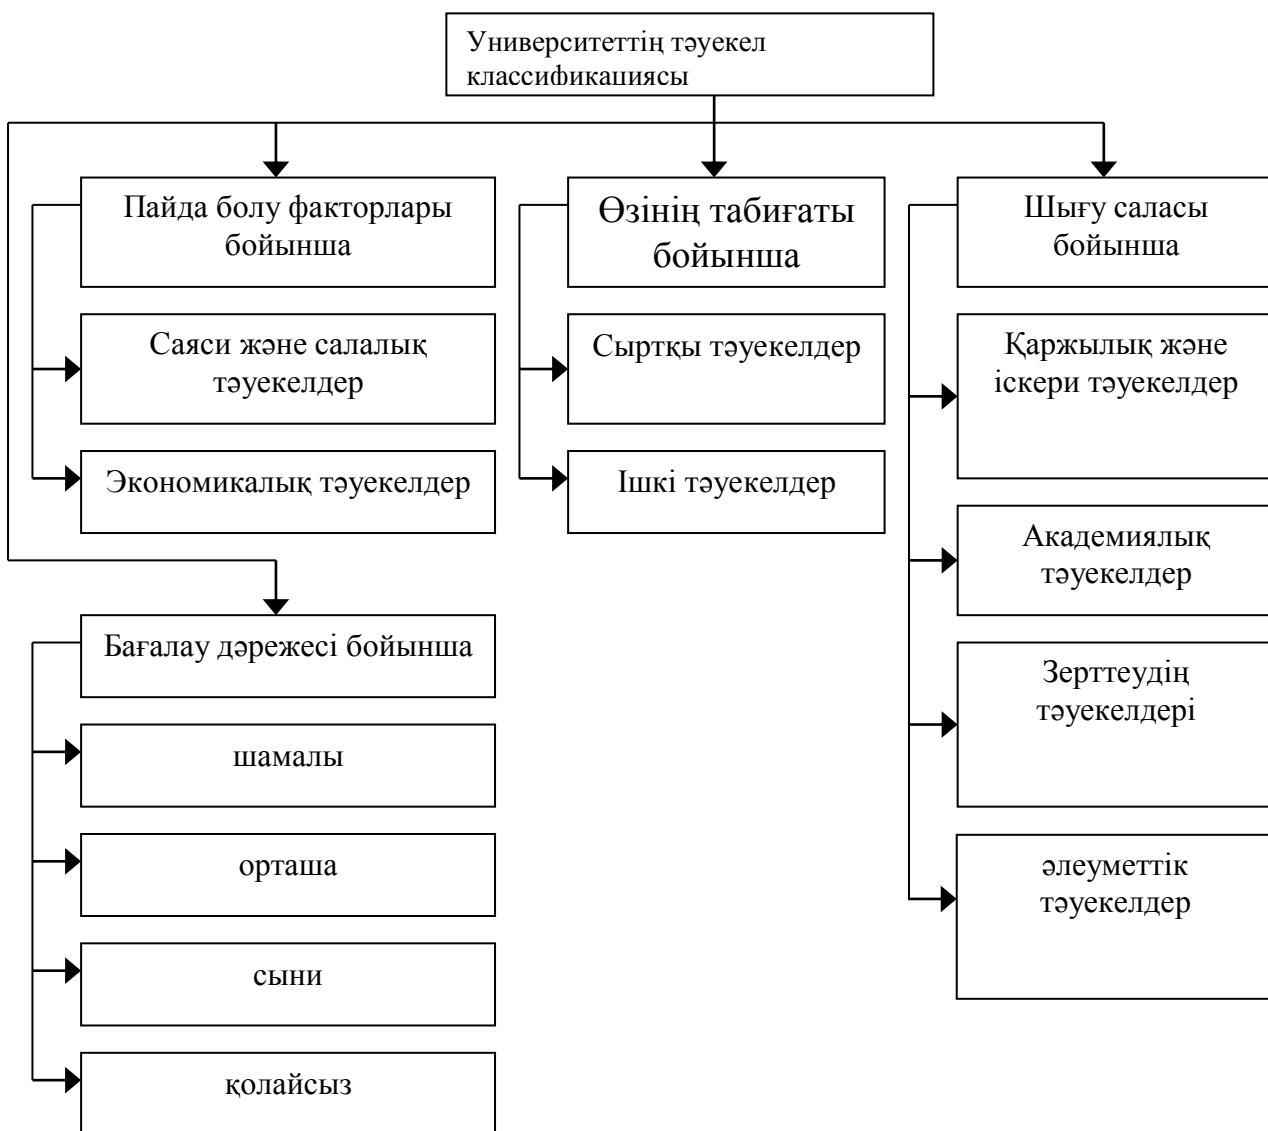 Университеттің тәуекел
классификациясы
Пайда болу факторлары
бойынша
Саяси және салалық
тәуекелдер
Экономикалық тәуекелдер
Өзінің табиғаты
бойынша
Сыртқы тәуекелдер
Ішкі тәуекелдер
Шығу саласы
бойынша
Қаржылық және
іскери тәуекелдер
Академиялық
тәуекелдер
Зерттеудің
тәуекелдері
әлеуметтік
тәуекелдер
Бағалау дәрежесі бойынша
шамалы
орташа
сыни
қолайсыз